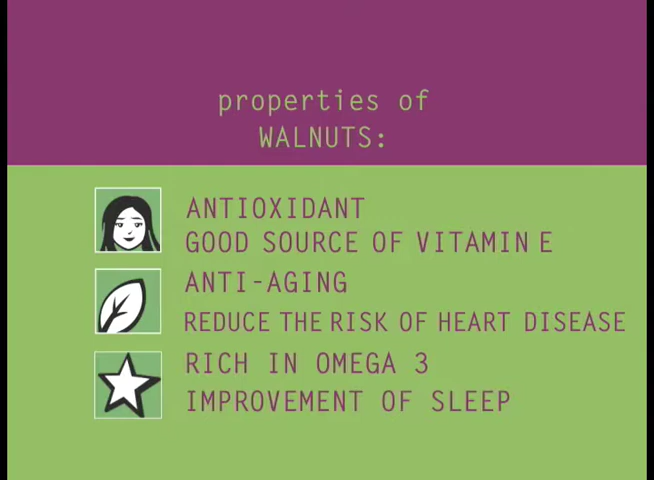 properties of
WALNUTS:
ANTIOXIDANT
GOOD SOURCE OF VITAMIN E
ANTI-AGING
REDUCE THE RISK OF HEART DISEASE
RICH IN OMEGA 3
IMPROVEMENT OF SLEEP